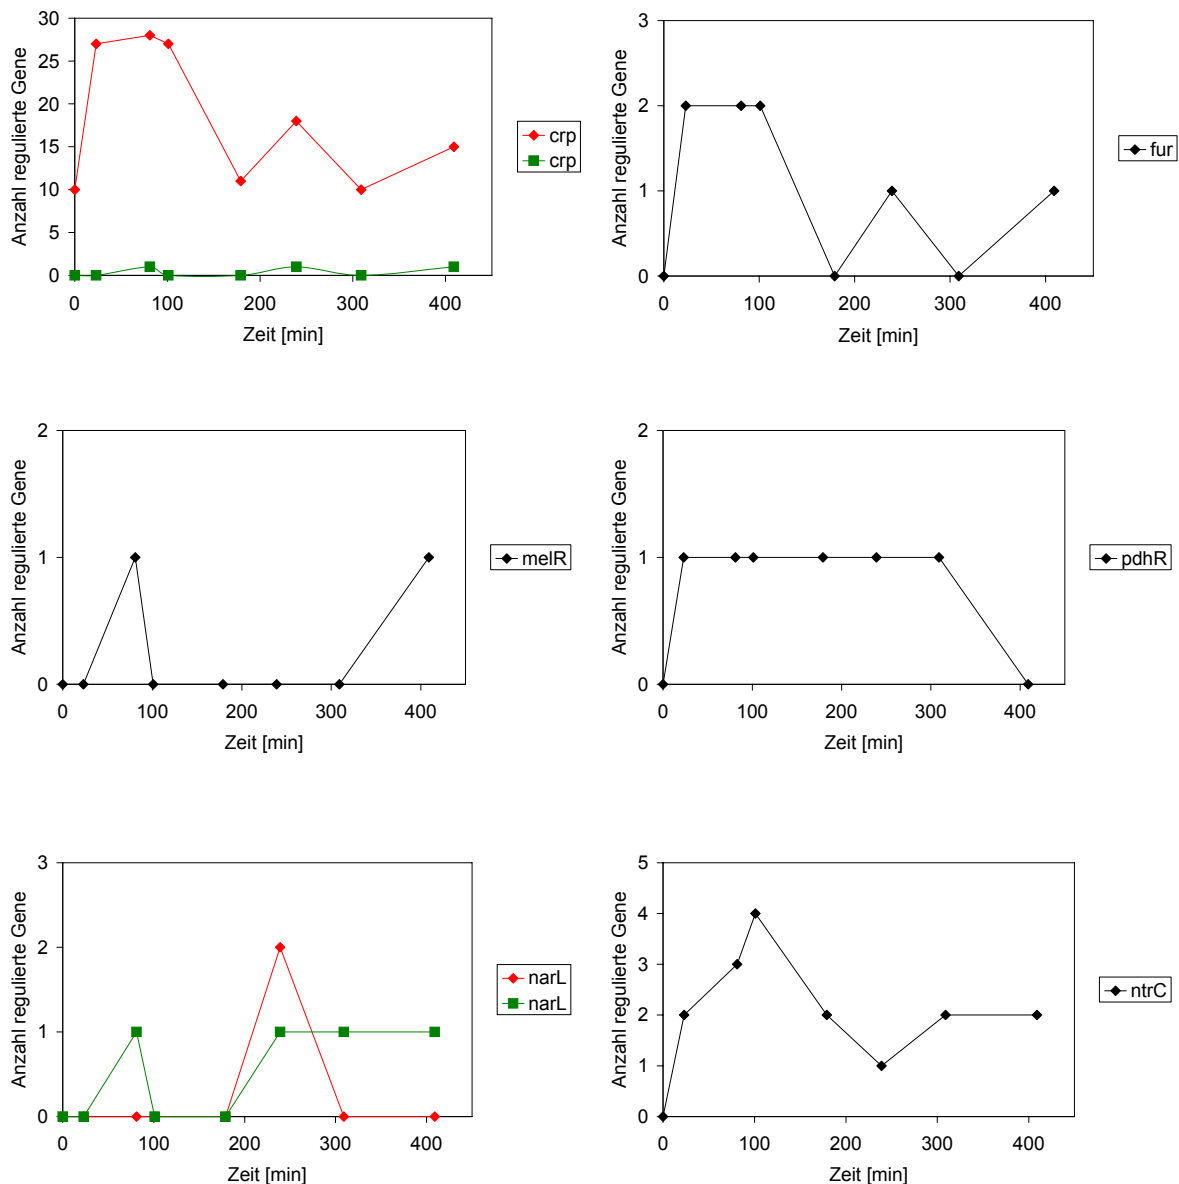 30
25
20
15
10
5
0
Anzahl regulierte Gene
0 100 200 300 400
Zeit [min]
crp
crp
3
2
1
0
Anzahl regulierte Gene
0 100 200 300 400
Zeit [min]
fur
2
1
0
Anzahl regulierte Gene
0 100 200 300 400
Zeit [min]
melR
2
1
0
Anzahl regulierte Gene
0 100 200 300 400
Zeit [min]
pdhR
3
2
1
0
Anzahl regulierte Gene
0 100 200 300 400
Zeit [min]
narL
narL
5
4
3
2
1
0
Anzahl regulierte Gene
0 100 200 300 400
Zeit [min]
ntrC